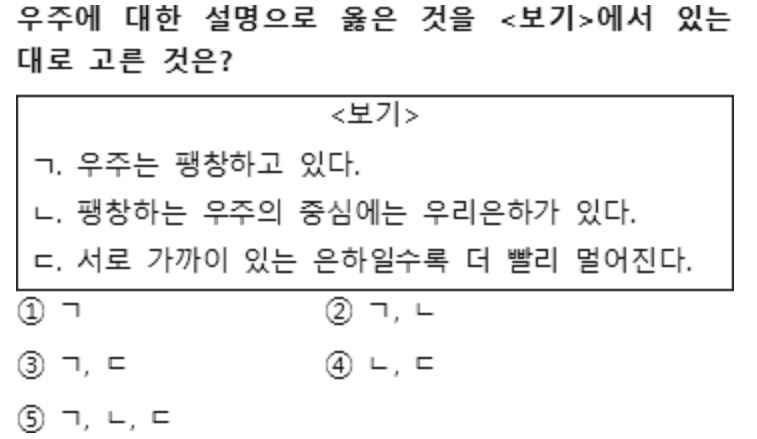 우주에 대한 설명으로 옳은 것을 <보기>에서 있는
대로 고른 것은?
<보기>
ㄱ. 우주는 팽창하고 있다.
ㄴ. 팽창하는 우주의 중심에는 우리은하가 있다.
ㄷ. 서로 가까이 있는 은하일수록 더 빨리 멀어진다.
① ㄱ ② ㄱ, ㄴ
③ ㄱ, ㄷ ④ ㄴ, ㄷ
⑤ ㄱ, ㄴ, ㄷ